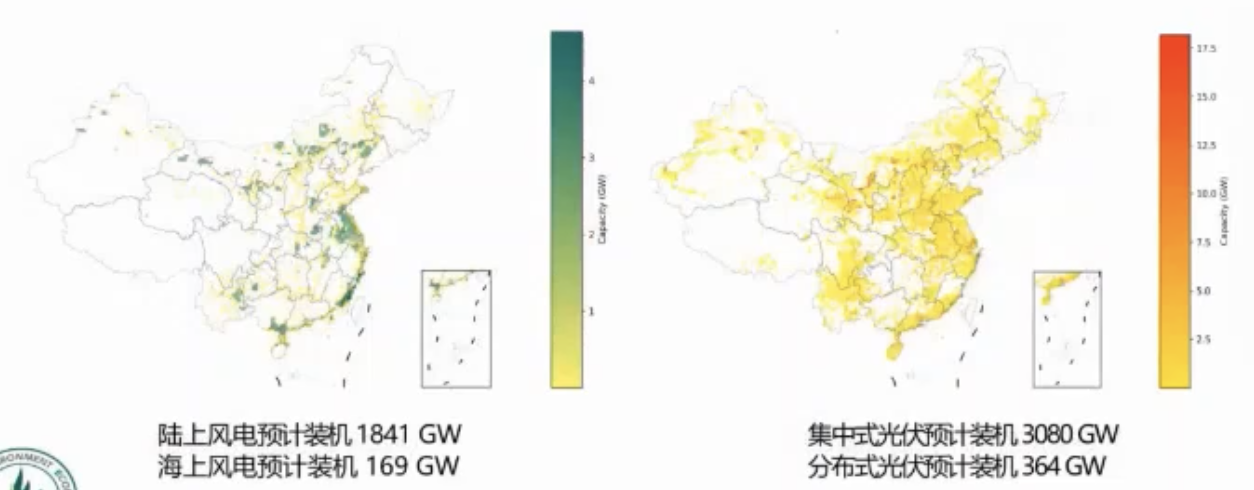 4
3
2
1
Capacity (GW)
17.5
15.0
12.5
10.0
7.5
5.0
2.5
Capacity (GW)
陆上风电预计装机 1841 GW
海上风电预计装机 169 GW
集中式光伏预计装机 3080 GW
分布式光伏预计装机 364 GW
RONMENT ECO